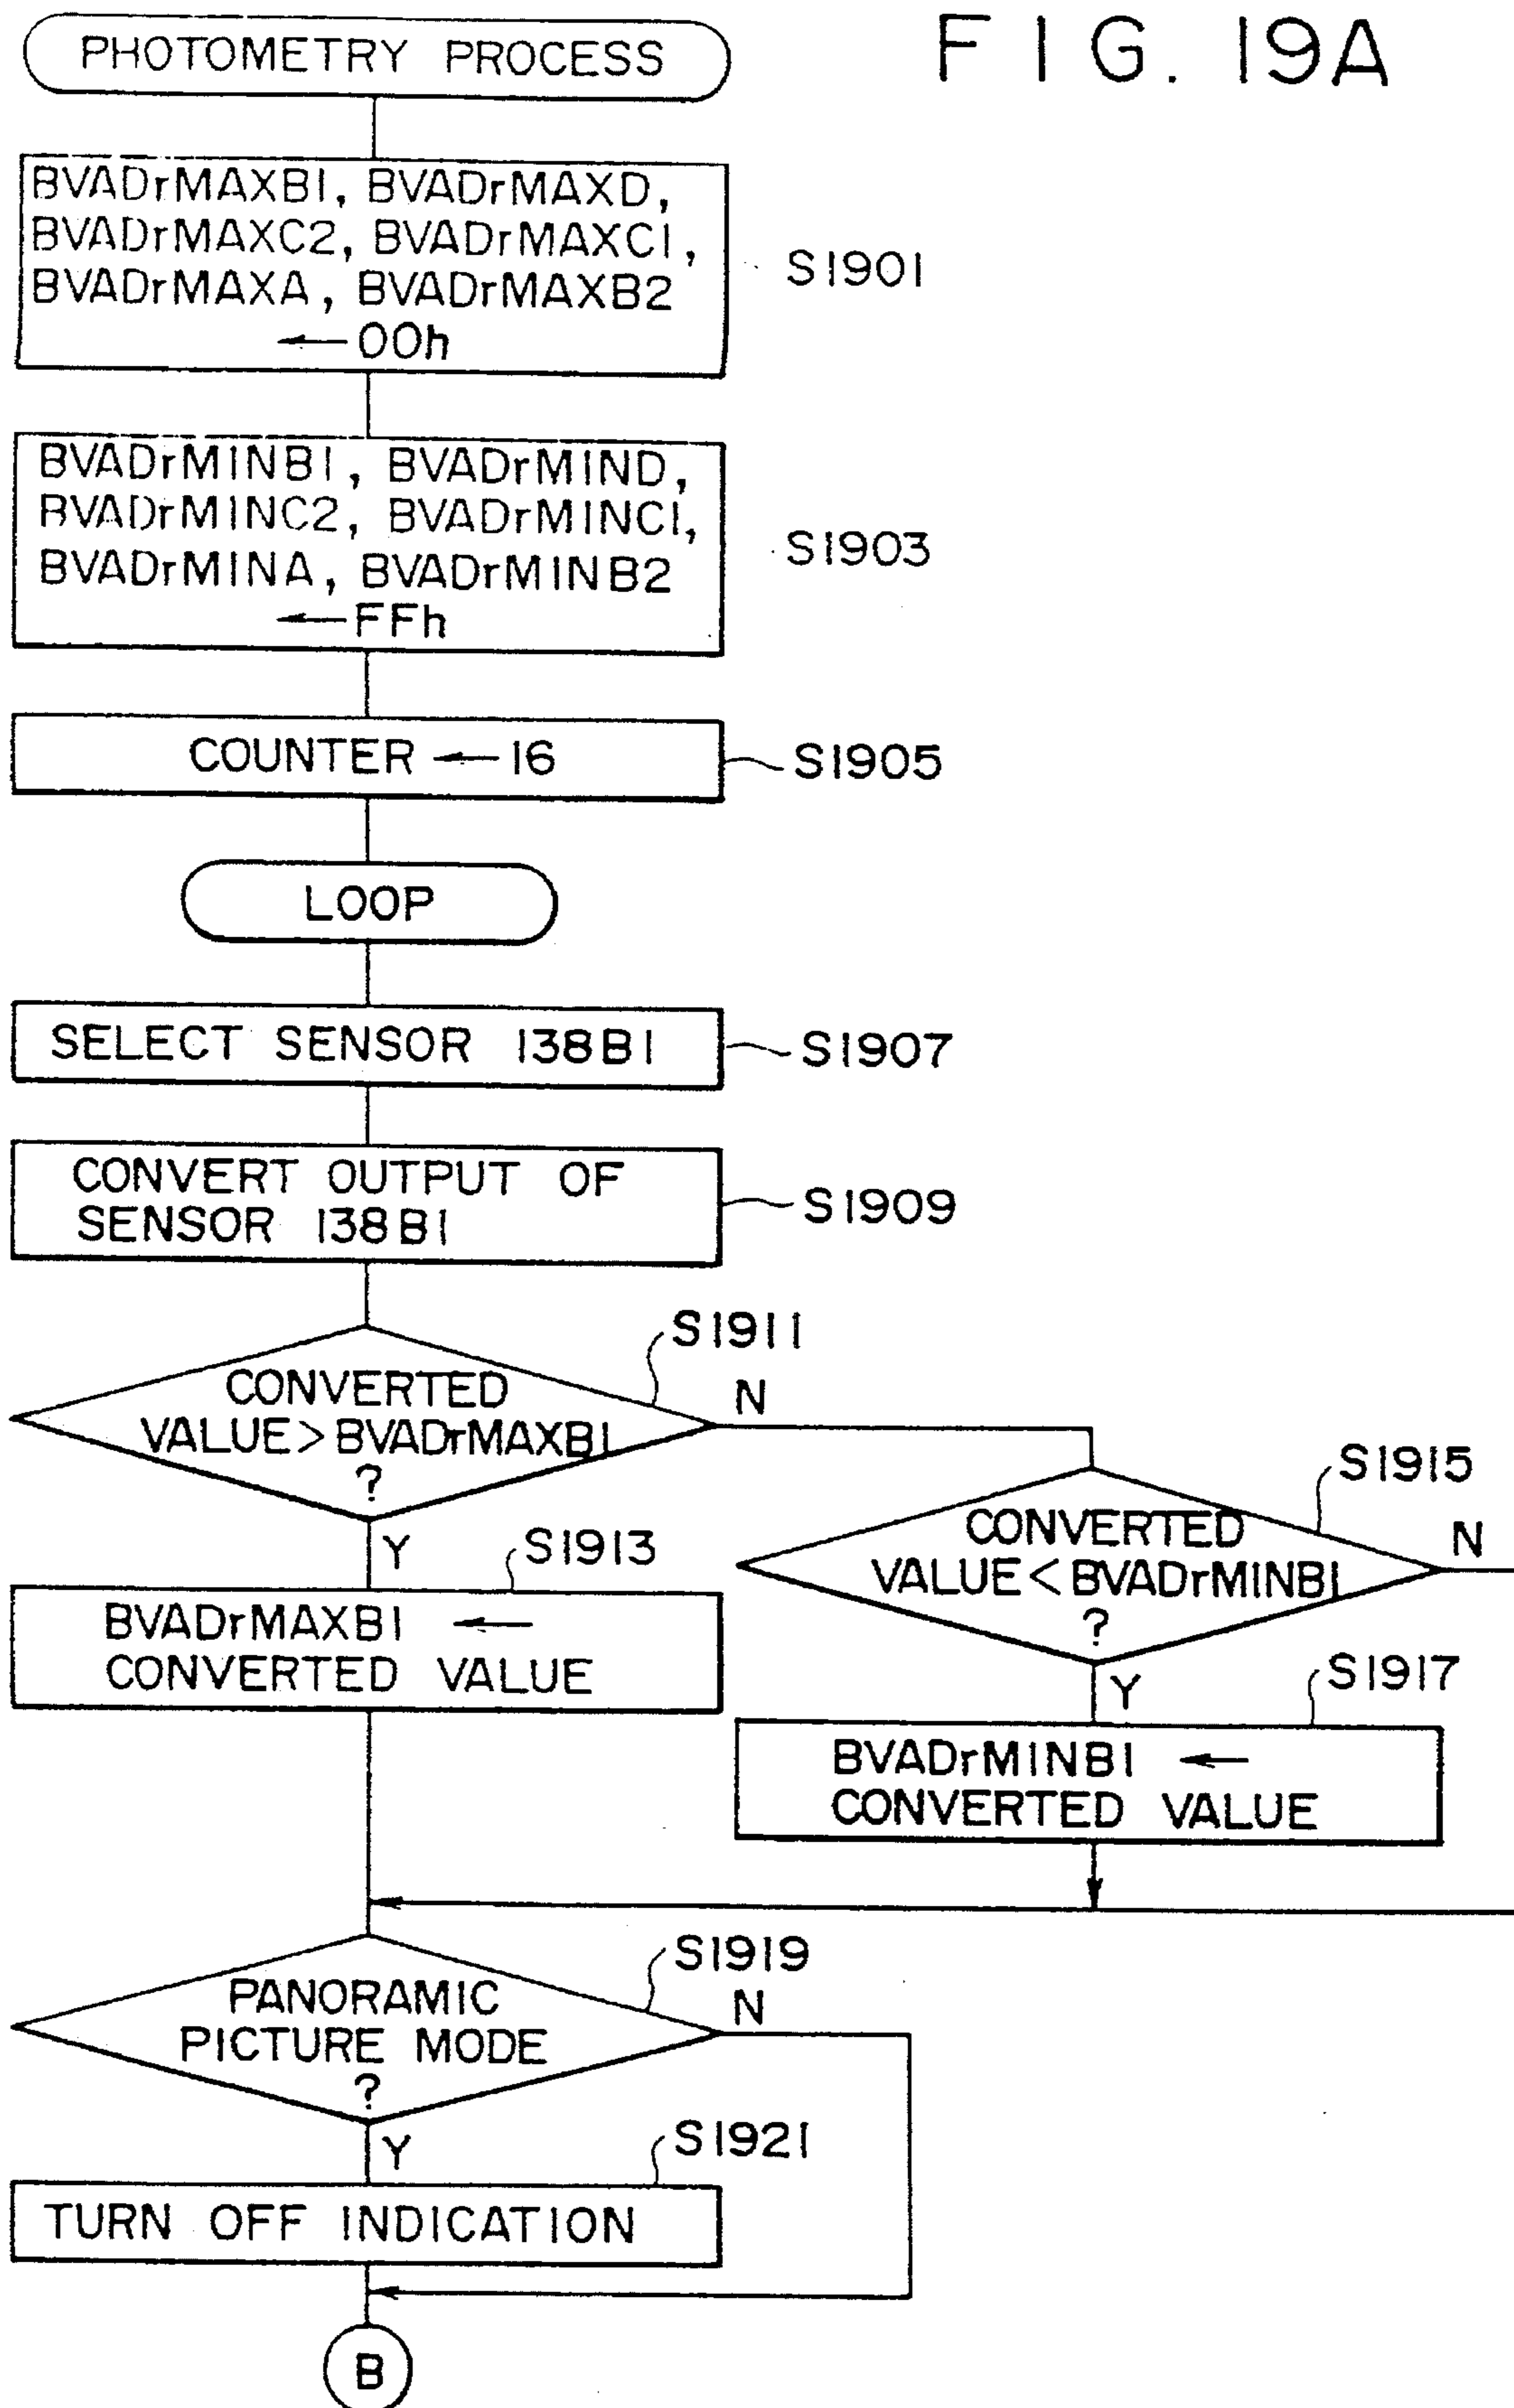 FIG. 19A
PHOTOMETRY PROCESS
BVADrMAXB1, BVADrMAXD,
BVADrMAXC2, BVADrMAXC1,
BVADrMAXA, BVADrMAXB2
←00h
S1901
BVADrMINB1, BVADrMIND,
BVADrMINC2, BVADrMINC1,
BVADrMINA, BVADrMINB2
←FFh
S1903
COUNTER ← 16
S1905
LOOP
SELECT SENSOR 138B1
S1907
CONVERT OUTPUT OF
SENSOR 138B1
S1909
S1911
CONVERTED
VALUE > BVADrMAXB1
?
N
Y
S1913
BVADrMAXB1 ←
CONVERTED VALUE
S1915
CONVERTED
VALUE < BVADrMINB1
?
N
Y
S1917
BVADrMINB1 ←
CONVERTED VALUE
S1919
PANORAMIC
PICTURE MODE
?
N
Y
S1921
TURN OFF INDICATION
B